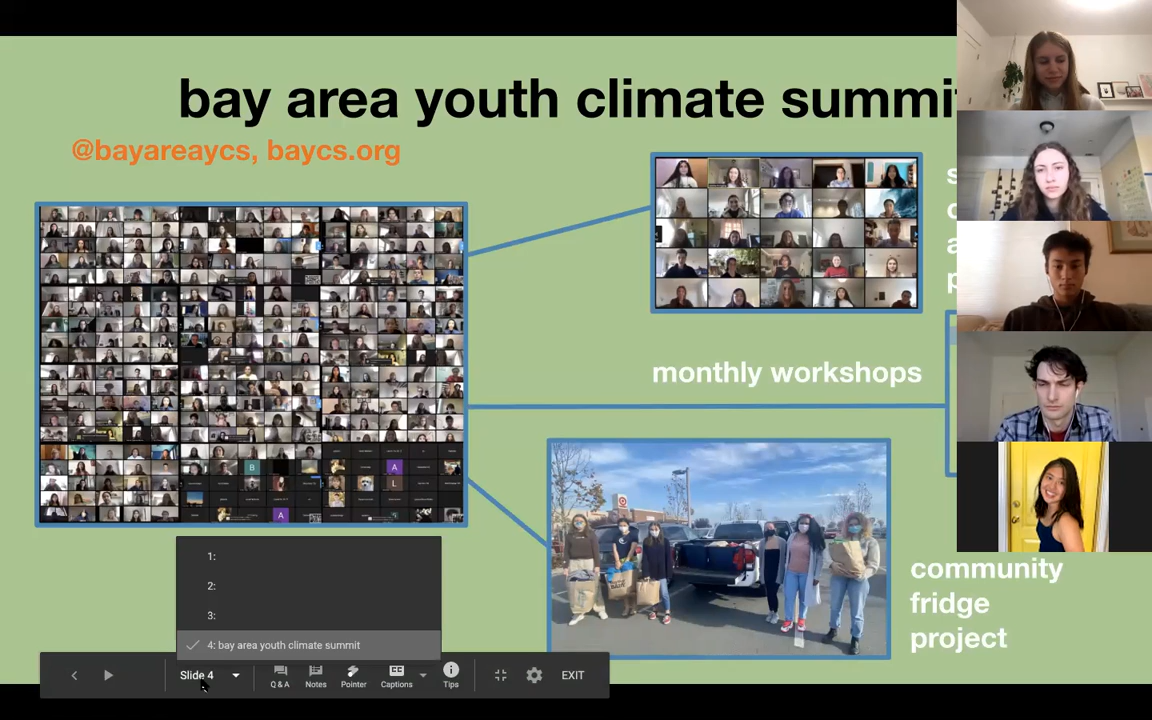 bay area youth climate summi
@bayareaycs, baycs.org
s
a
p
monthly workshops
B
A
L
A
community
fridge
project
1:
2:
3:
4: bay area youth climate summit
Slide 4
Q & A
Notes
Pointer
Captions
Tips
EXIT